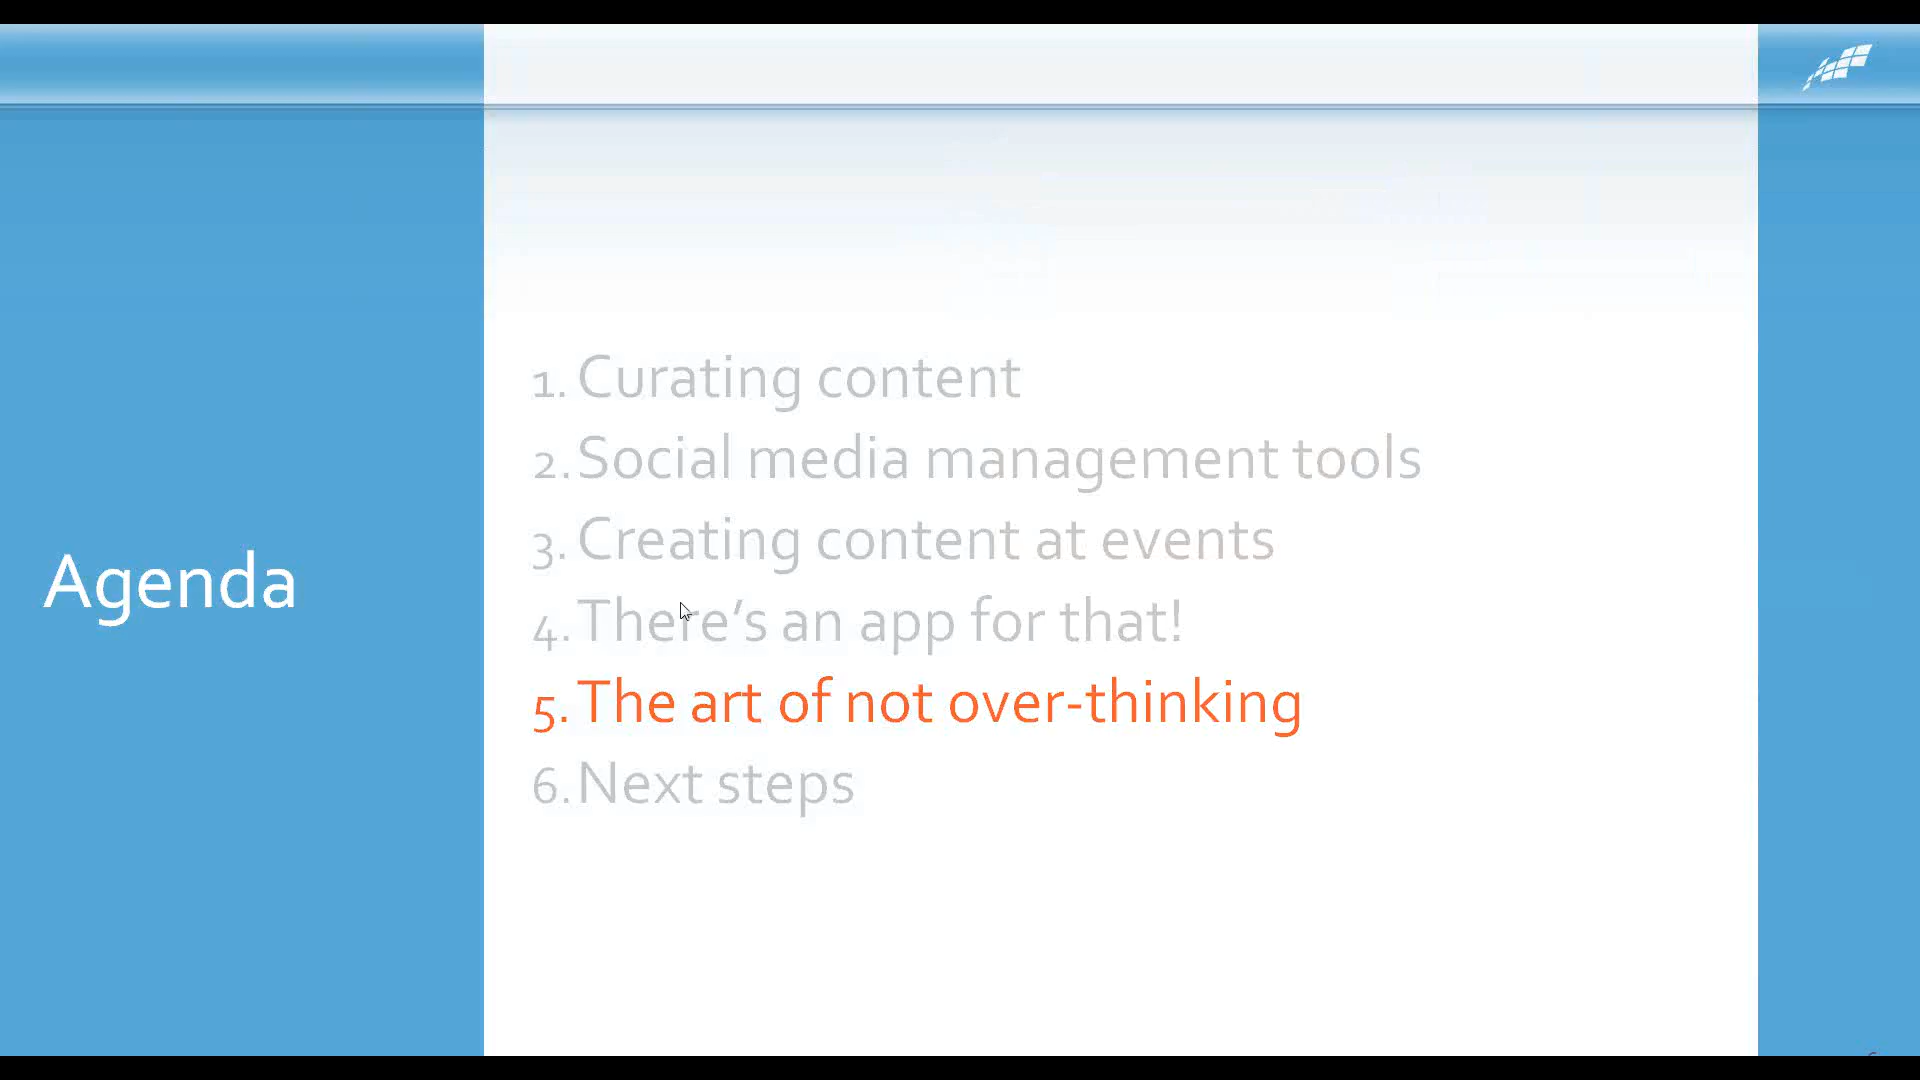 Agenda
1. Curating content
2. Social media management tools
3. Creating content at events
4. There’s an app for that!
5. The art of not over-thinking
6. Next steps